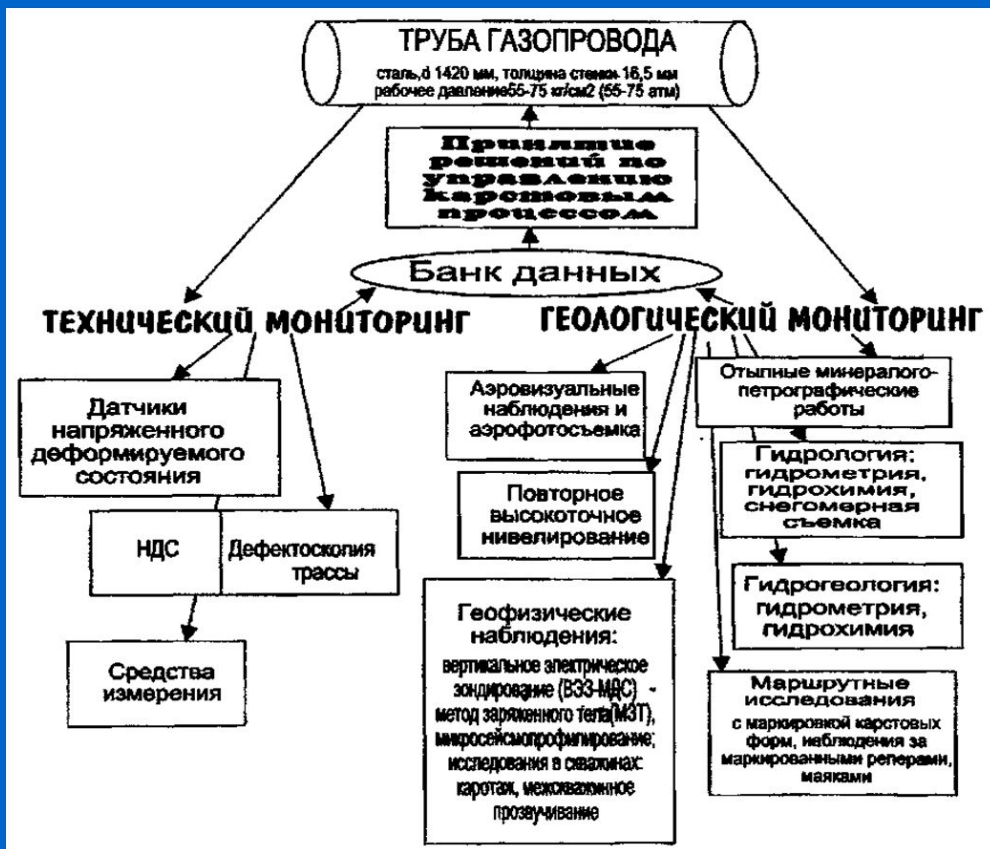 ТРУБА ГАЗОПРОВОДА
сталь,d 1420 мм, толщина стенки-16,5 мм
рабочее давление55-75 кг/см2 (55-75 атм)
Принятие
решений по
управлению
карстовым
процессом
Банк данных
ТЕХНИЧЕСКИЙ МОНИТОРИНГ
ГЕОЛОГИЧЕСКИЙ МОНИТОРИНГ
Датчики
напряженного
деформируемого
состояния
НДС
Дефектоскопия
трассы
Средства
измерения
Аэровизуальные
наблюдения и
аэрофотосъемка
Повторное
высокоточное
нивелирование
Геофизические
наблюдения:
вертикальное электрическое
зондирование (ВЭЗ-МДС) -
метод заряженного тела(МЗТ),
микросейсмопрофилирование;
исследования в скважинах:
каротаж, межскважинное
прозвучивание
Отыпные минералого-
петрографические
работы
Гидрология:
гидрометрия,
гидрохимия,
снегомерная
съемка
Гидрогеология:
гидрометрия,
гидрохимия
Маршрутные
исследования
с маркировкой карстовых
форм, наблюдения за
маркированными реперами,
маяками